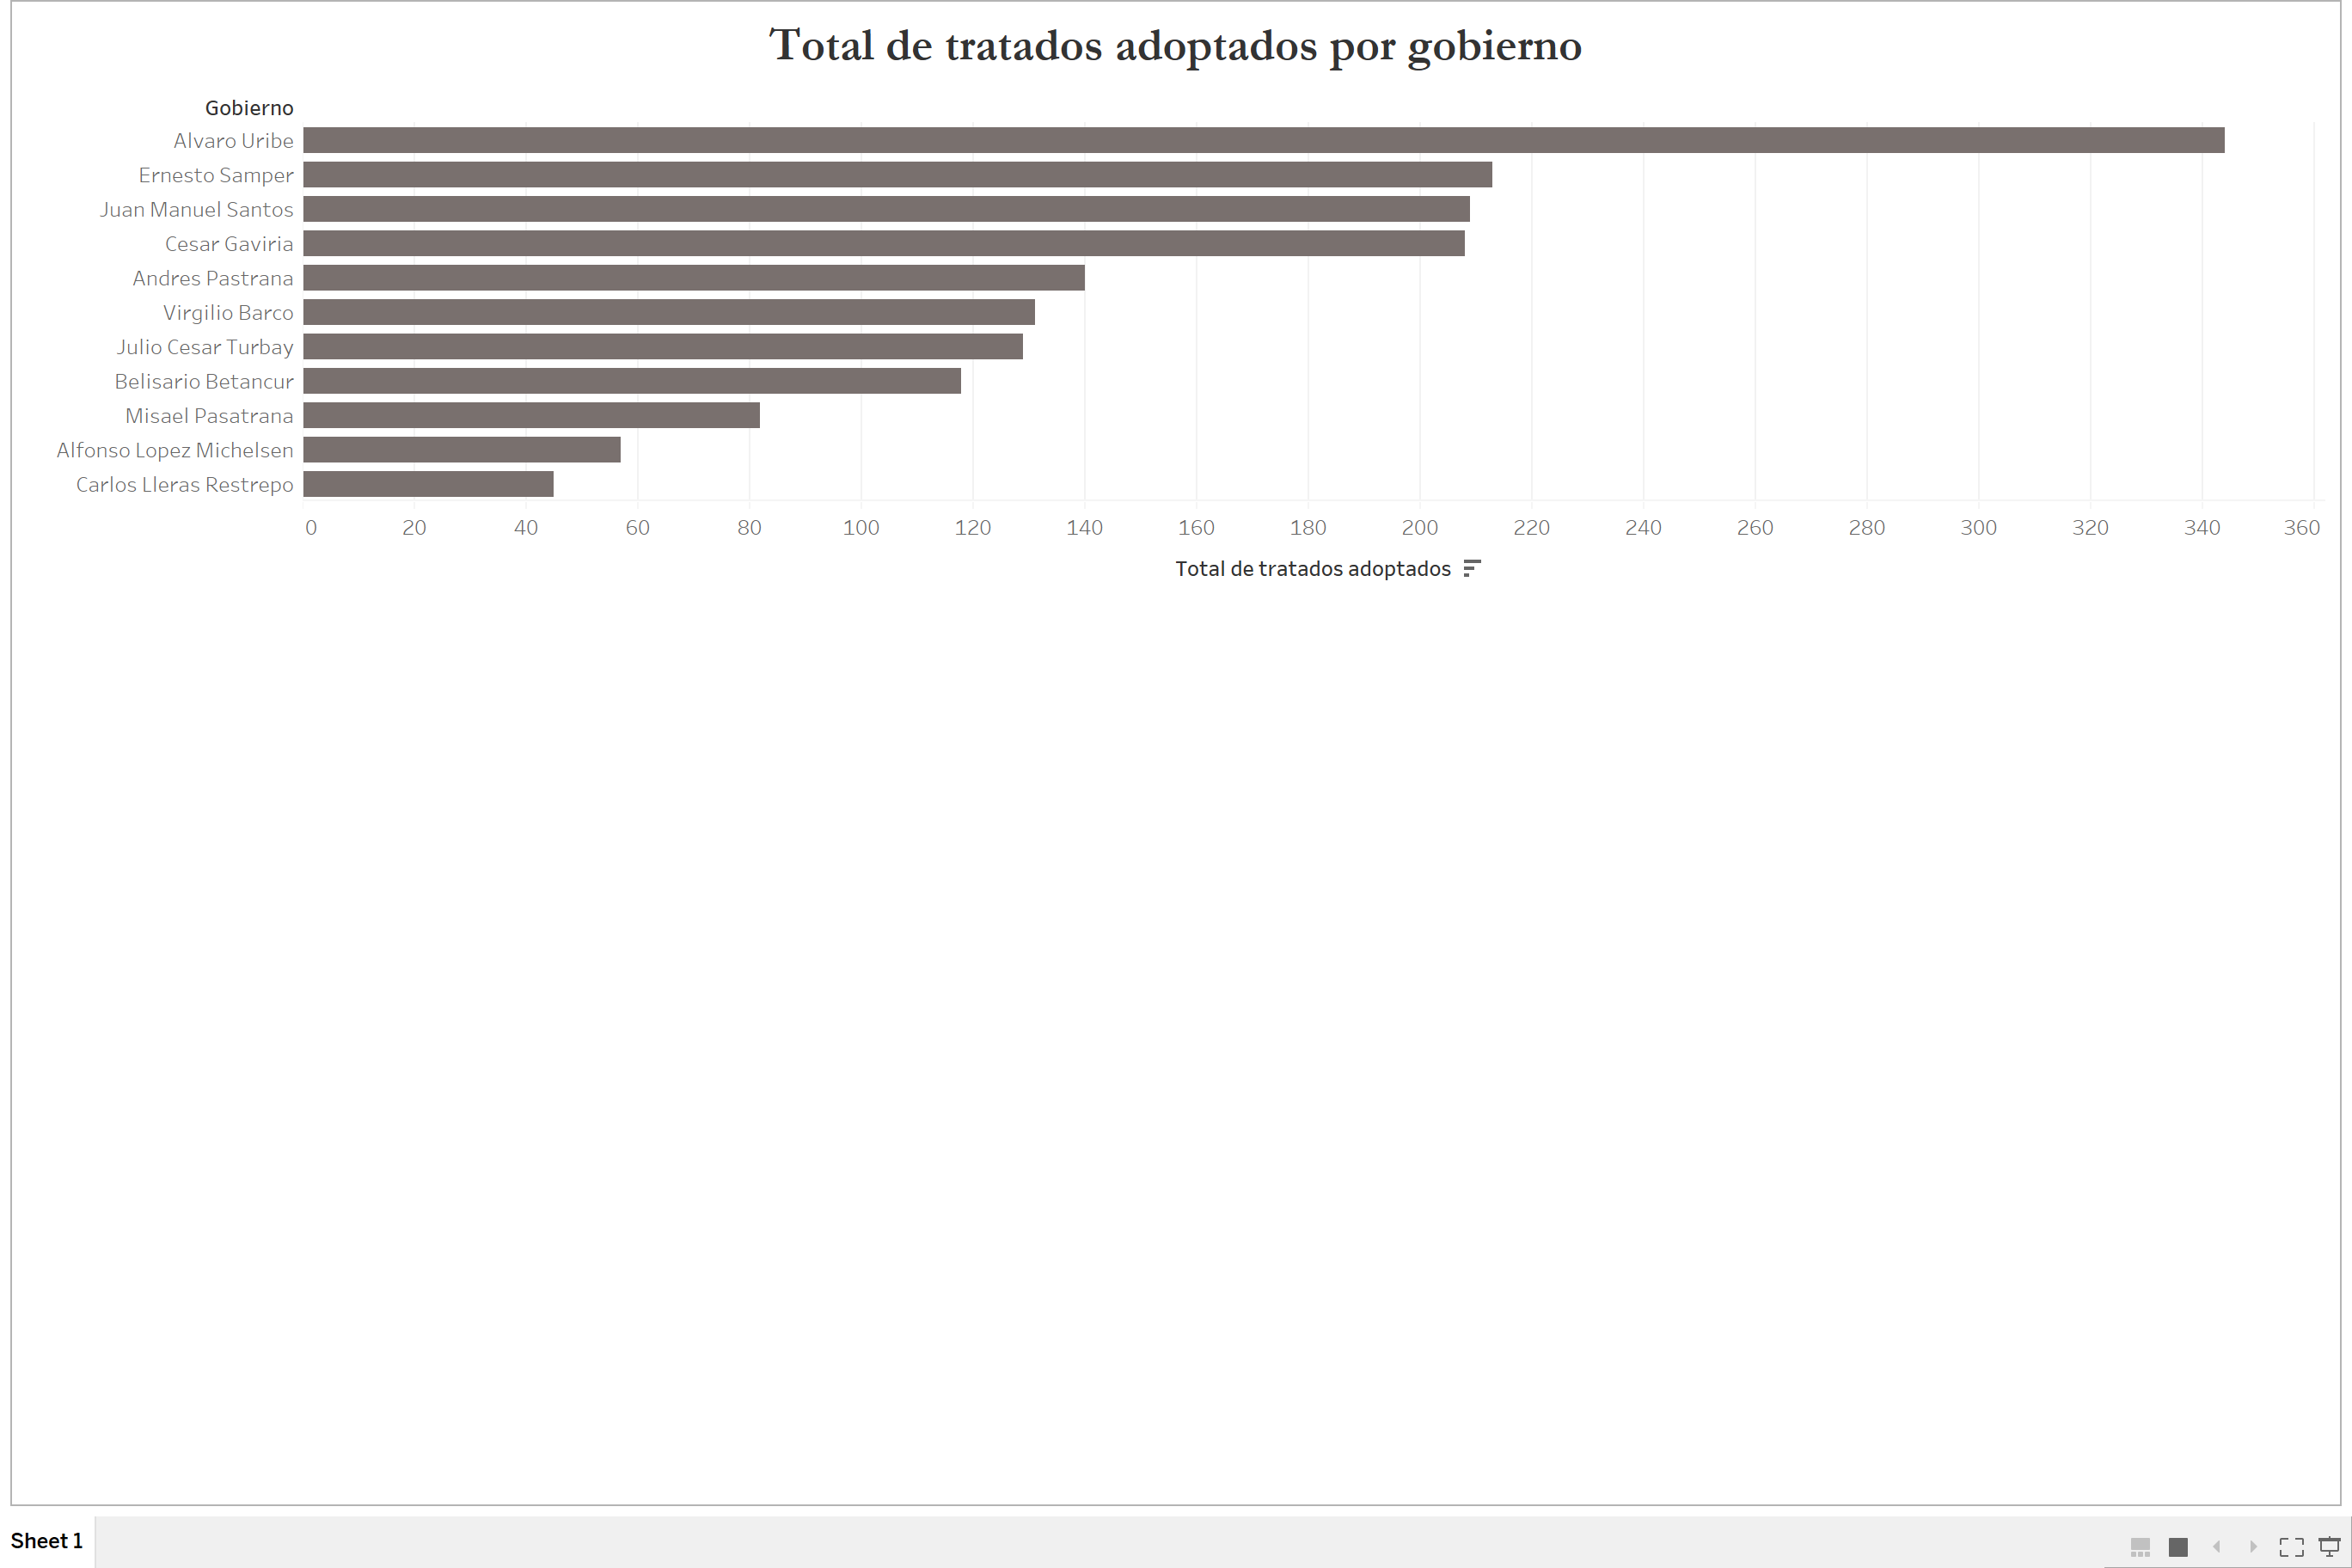 Total de tratados adoptados por gobierno
Gobierno
Alvaro Uribe
Ernesto Samper
Juan Manuel Santos
Cesar Gaviria
Andres Pastrana
Virgilio Barco
Julio Cesar Turbay
Belisario Betancur
Misael Pasatrana
Alfonso Lopez Michelsen
Carlos Lleras Restrepo
0 20 40 60 80 100 120 140 160 180 200 220 240 260 280 300 320 340 360
Total de tratados adoptados
Sheet 1